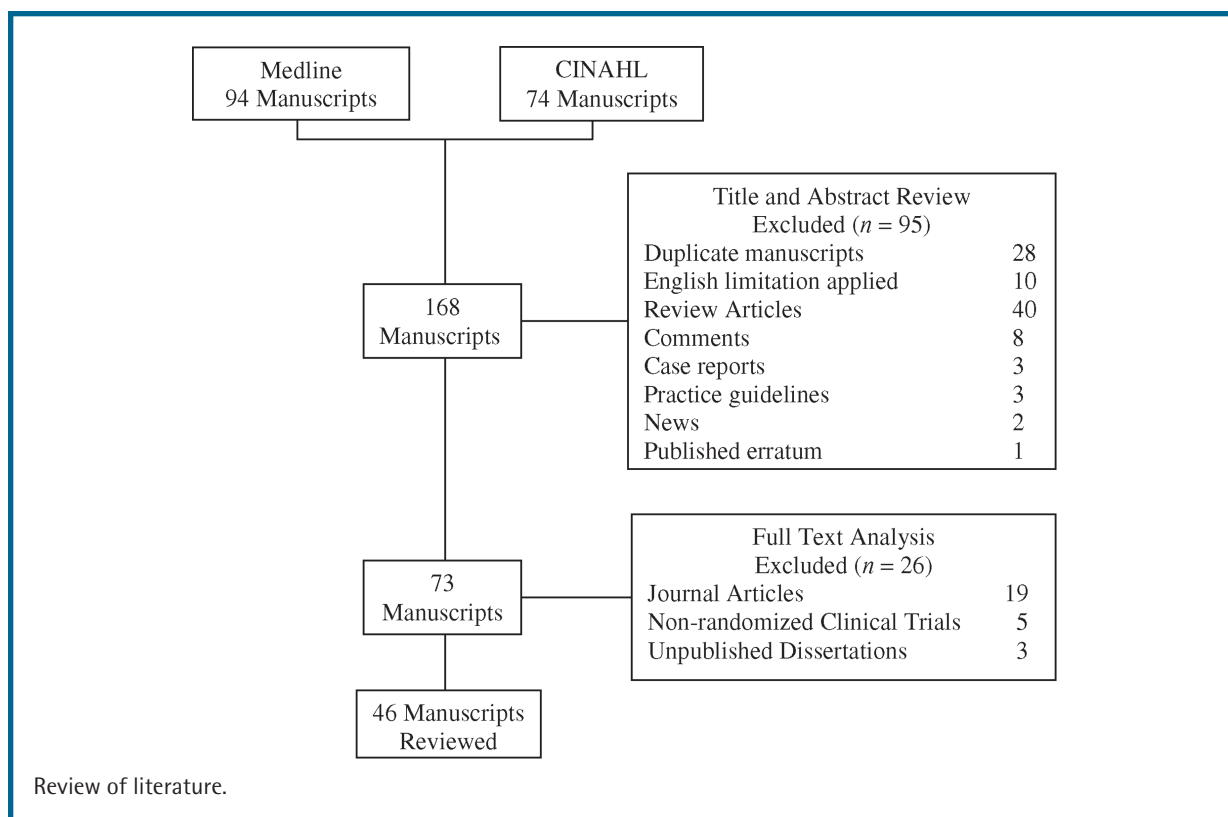 Medline
94 Manuscripts
CINAHL
74 Manuscripts
Title and Abstract Review
Excluded (n = 95)
Duplicate manuscripts 28
English limitation applied 10
Review Articles 40
Comments 8
Case reports 3
Practice guidelines 3
News 2
Published erratum 1
168
Manuscripts
Full Text Analysis
Excluded (n = 26)
Journal Articles 19
Non-randomized Clinical Trials 5
Unpublished Dissertations 3
73
Manuscripts
46 Manuscripts
Reviewed
Review of literature.